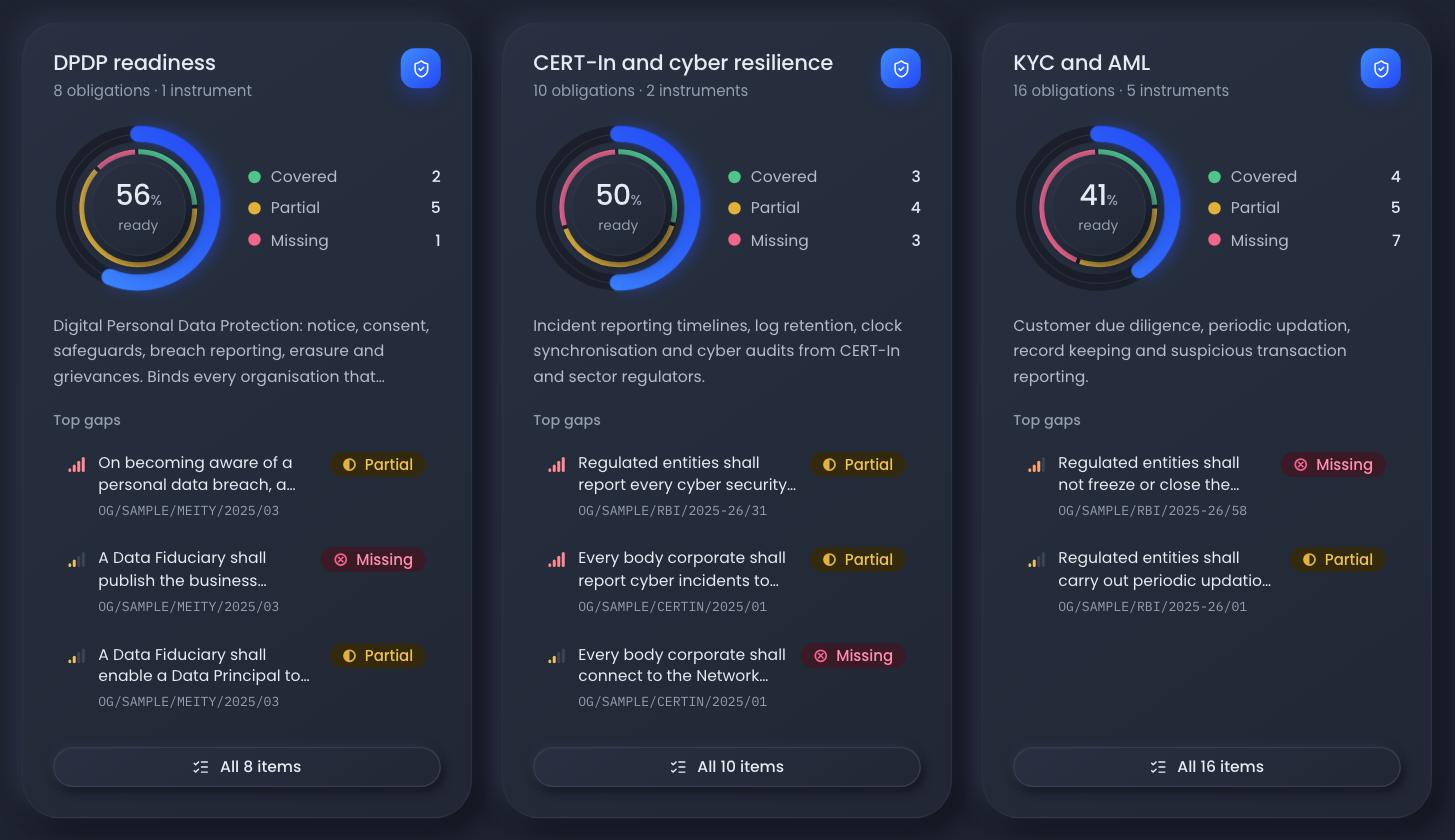 DPDP readiness
8 obligations · 1 instrument
56%
ready
Covered 2
Partial 5
Missing 1
Digital Personal Data Protection: notice, consent,
safeguards, breach reporting, erasure and
grievances. Binds every organisation that…
Top gaps
On becoming aware of a
personal data breach, a…
Partial
OG/SAMPLE/MEITY/2025/03
A Data Fiduciary shall
publish the business…
Missing
OG/SAMPLE/MEITY/2025/03
A Data Fiduciary shall
enable a Data Principal to…
Partial
OG/SAMPLE/MEITY/2025/03
All 8 items
CERT-In and cyber resilience
10 obligations · 2 instruments
50%
ready
Covered 3
Partial 4
Missing 3
Incident reporting timelines, log retention, clock
synchronisation and cyber audits from CERT-In
and sector regulators.
Top gaps
Regulated entities shall
report every cyber security…
Partial
OG/SAMPLE/RBI/2025-26/31
Every body corporate shall
report cyber incidents to…
Partial
OG/SAMPLE/CERTIN/2025/01
Every body corporate shall
connect to the Network…
Missing
OG/SAMPLE/CERTIN/2025/01
All 10 items
KYC and AML
16 obligations · 5 instruments
41%
ready
Covered 4
Partial 5
Missing 7
Customer due diligence, periodic updation,
record keeping and suspicious transaction
reporting.
Top gaps
Regulated entities shall
not freeze or close the…
Missing
OG/SAMPLE/RBI/2025-26/58
Regulated entities shall
carry out periodic updatio…
Partial
OG/SAMPLE/RBI/2025-26/01
All 16 items